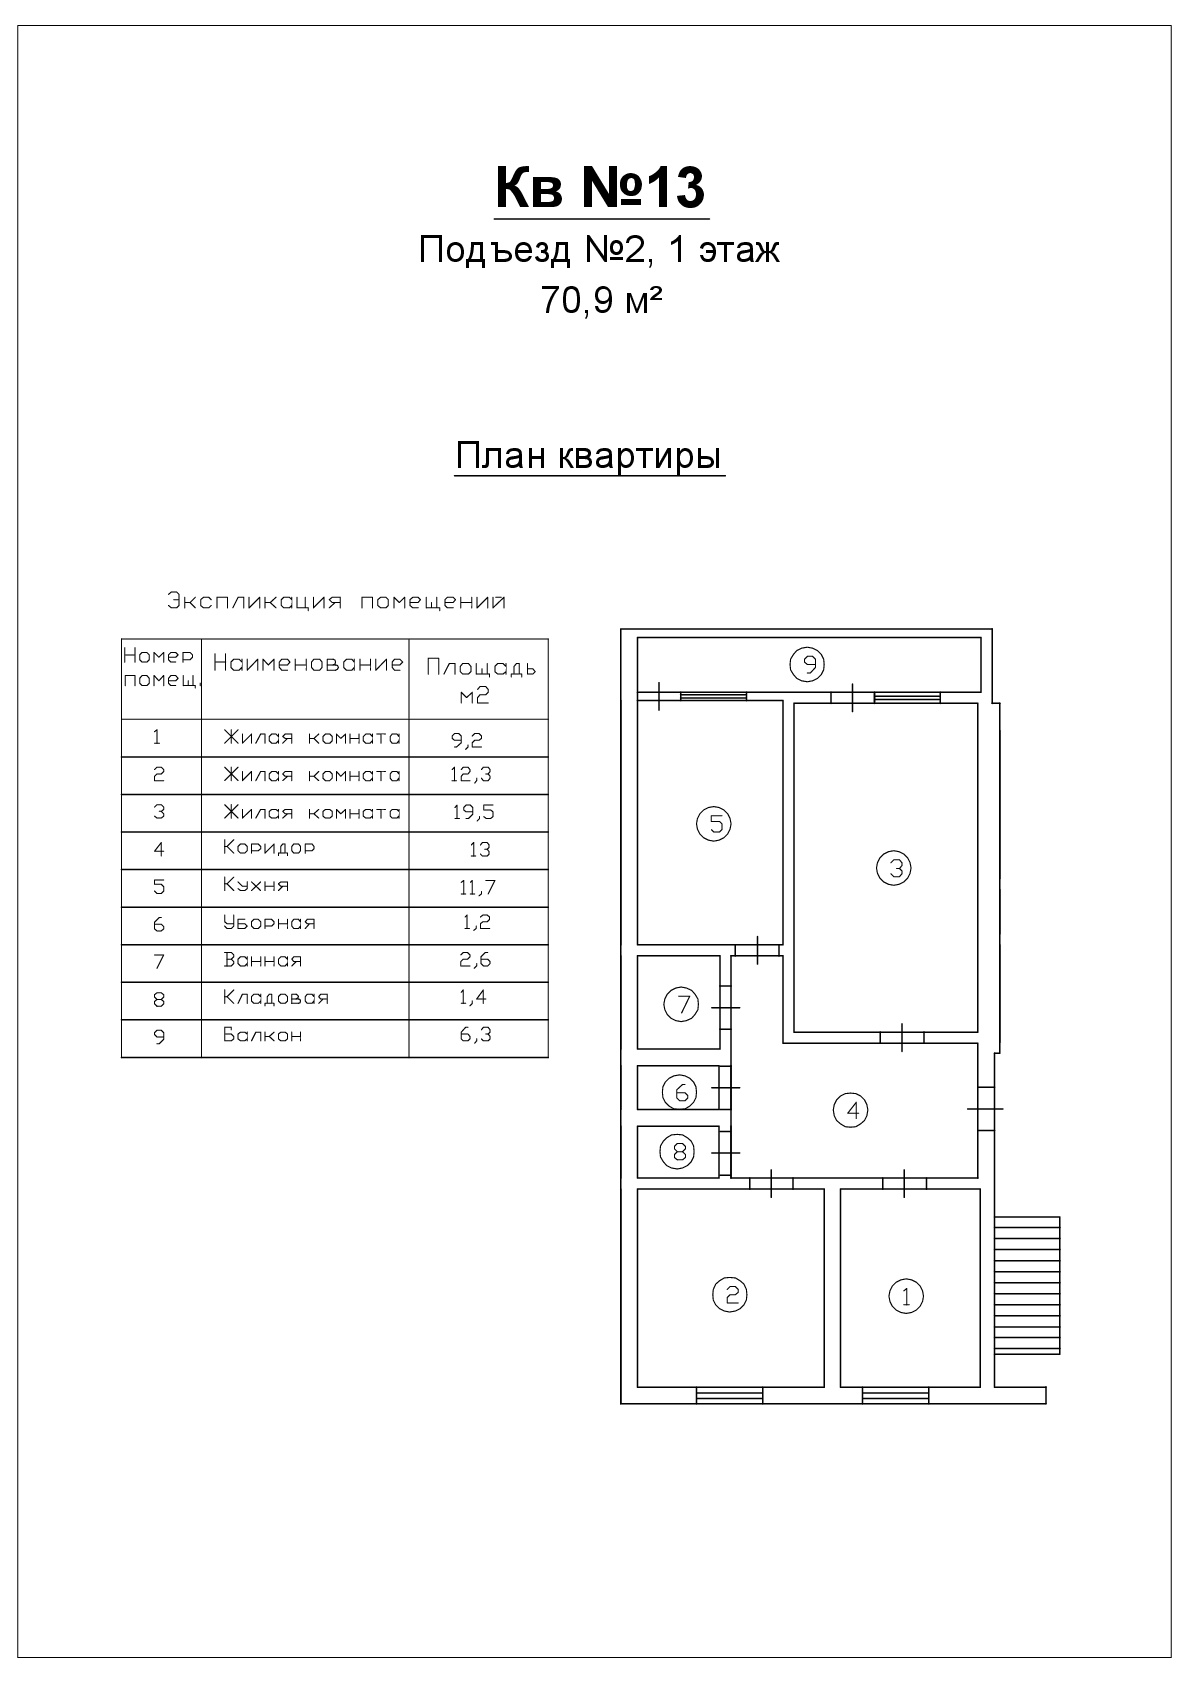 Кв №13
Подъезд №2, 1 этаж
70,9 м²
План квартиры
Экспликация помещений
Номер помещ. Наименование Площадь м2
1 Жилая комната 9,2
2 Жилая комната 12,3
3 Жилая комната 19,5
4 Коридор 13
5 Кухня 11,7
6 Уборная 1,2
7 Ванная 2,6
8 Кладовая 1,4
9 Балкон 6,3
9
5
3
7
6
4
8
2
1